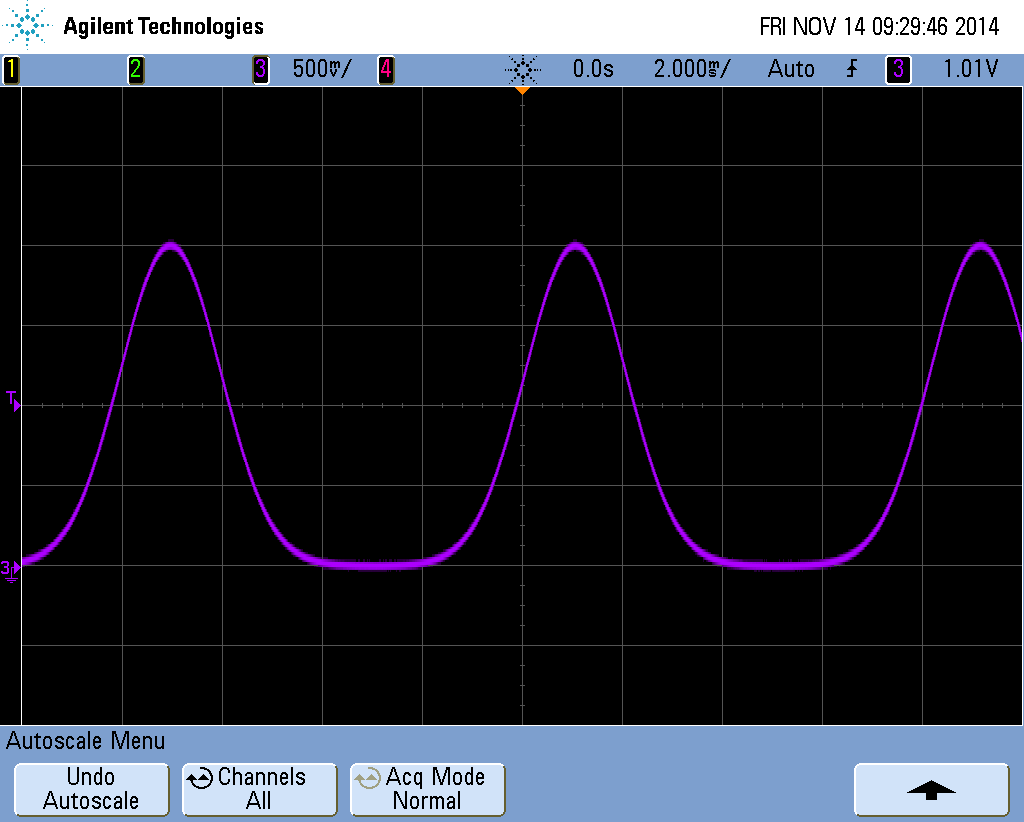 Agilent Technologies
FRI NOV 14 09:29:46 2014
1 2 3 500mV/ 4 0.0s 2.000ms/ Auto 3 1.01V
T
3
Autoscale Menu
Undo
Autoscale
Channels
All
Acq Mode
Normal